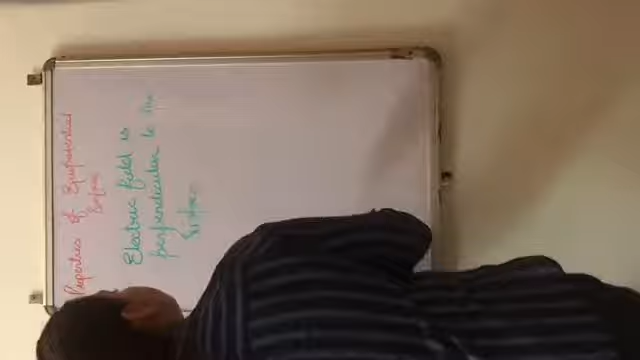 Properties of Equipotential
Surface
Electric field is
perpendicular to the
Surface